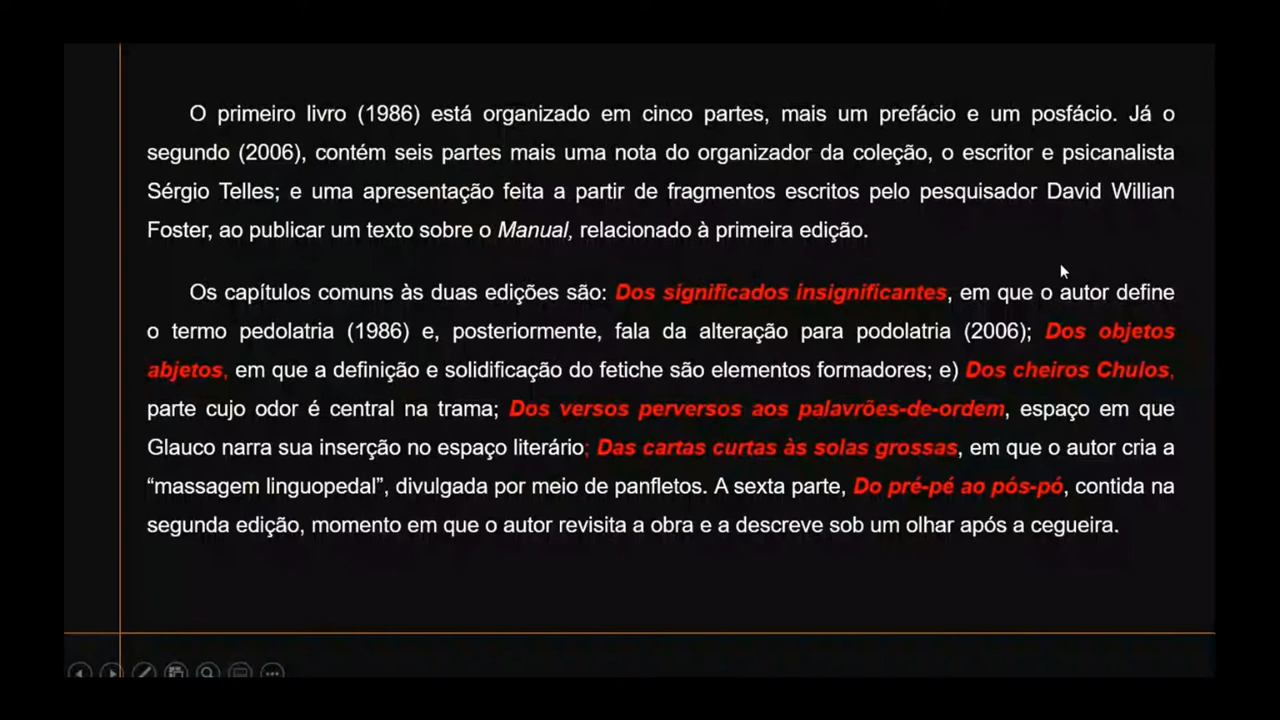 O primeiro livro (1986) está organizado em cinco partes, mais um prefácio e um posfácio. Já o
segundo (2006), contém seis partes mais uma nota do organizador da coleção, o escritor e psicanalista
Sérgio Telles; e uma apresentação feita a partir de fragmentos escritos pelo pesquisador David Willian
Foster, ao publicar um texto sobre o Manual, relacionado à primeira edição.
Os capítulos comuns às duas edições são: Dos significados insignificantes, em que o autor define
o termo pedolatria (1986) e, posteriormente, fala da alteração para podolatria (2006); Dos objetos
abjetos, em que a definição e solidificação do fetiche são elementos formadores; e) Dos cheiros Chulos,
parte cujo odor é central na trama; Dos versos perversos aos palavrões-de-ordem, espaço em que
Glauco narra sua inserção no espaço literário; Das cartas curtas às solas grossas, em que o autor cria a
“massagem linguopedal”, divulgada por meio de panfletos. A sexta parte, Do pré-pé ao pós-pó, contida na
segunda edição, momento em que o autor revisita a obra e a descreve sob um olhar após a cegueira.